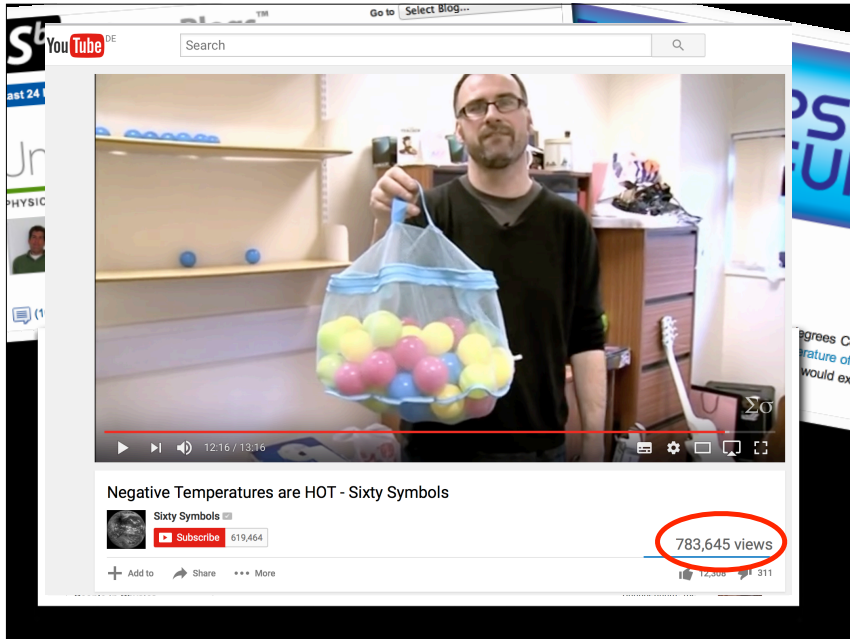 Blogs™
Go to Select Blog...
YouTube DE
Search
ast 24
PHYSIC
egrees C
rature of
would ex
Σσ
12:16 / 13:16
Negative Temperatures are HOT - Sixty Symbols
Sixty Symbols
Subscribe 619,464
783,645 views
Add to Share More
12,308 311